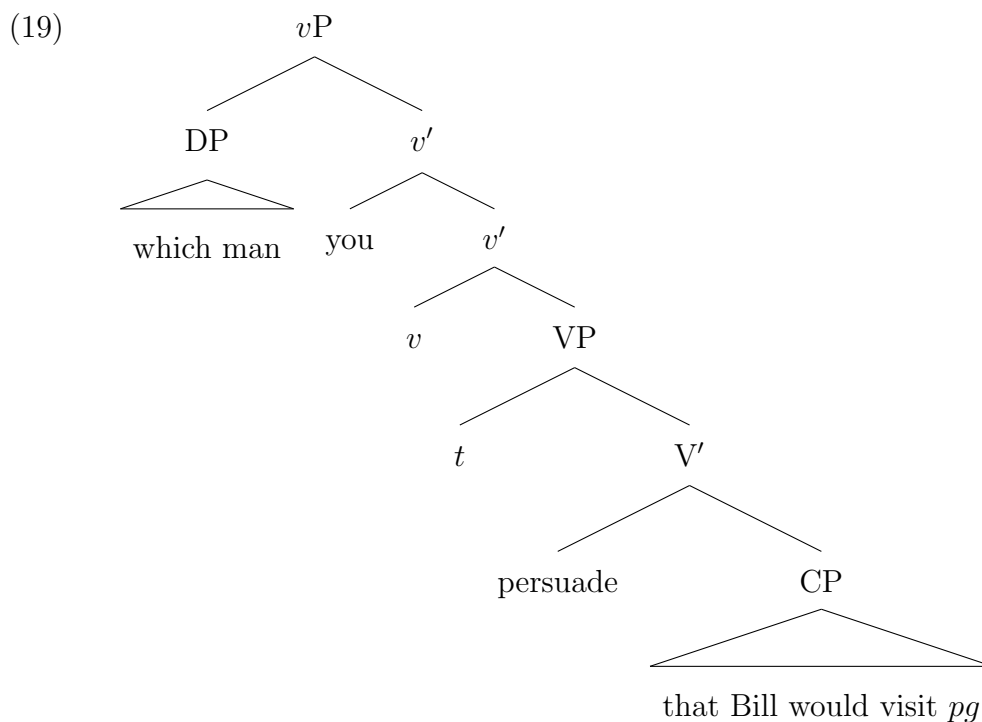 (19) vP
DP v′
which man you v′
v VP
t V′
persuade CP
that Bill would visit pg